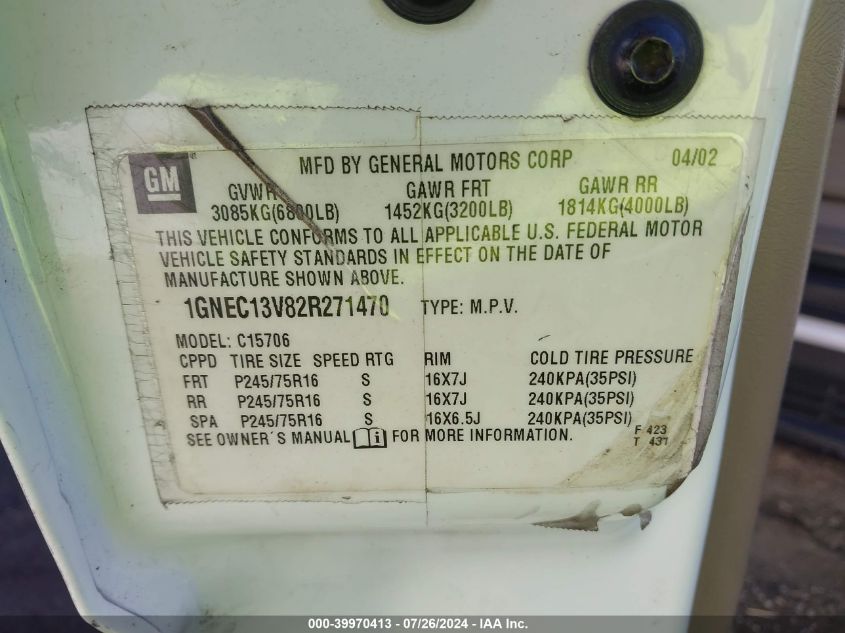 GM
MFD BY GENERAL MOTORS CORP 04/02
GVWR GAWR FRT GAWR RR
3085KG(6800LB) 1452KG(3200LB) 1814KG(4000LB)
THIS VEHICLE CONFORMS TO ALL APPLICABLE U.S. FEDERAL MOTOR
VEHICLE SAFETY STANDARDS IN EFFECT ON THE DATE OF
MANUFACTURE SHOWN ABOVE.
1GNEC13V82R271470 TYPE: M.P.V.
MODEL: C15706
CPPD TIRE SIZE SPEED RTG RIM COLD TIRE PRESSURE
FRT P245/75R16 S 16X7J 240KPA(35PSI)
RR P245/75R16 S 16X7J 240KPA(35PSI)
SPA P245/75R16 S 16X6.5J 240KPA(35PSI)
SEE OWNER'S MANUAL i FOR MORE INFORMATION.
F 423
T 431
000-39970413 - 07/26/2024 - IAA Inc.